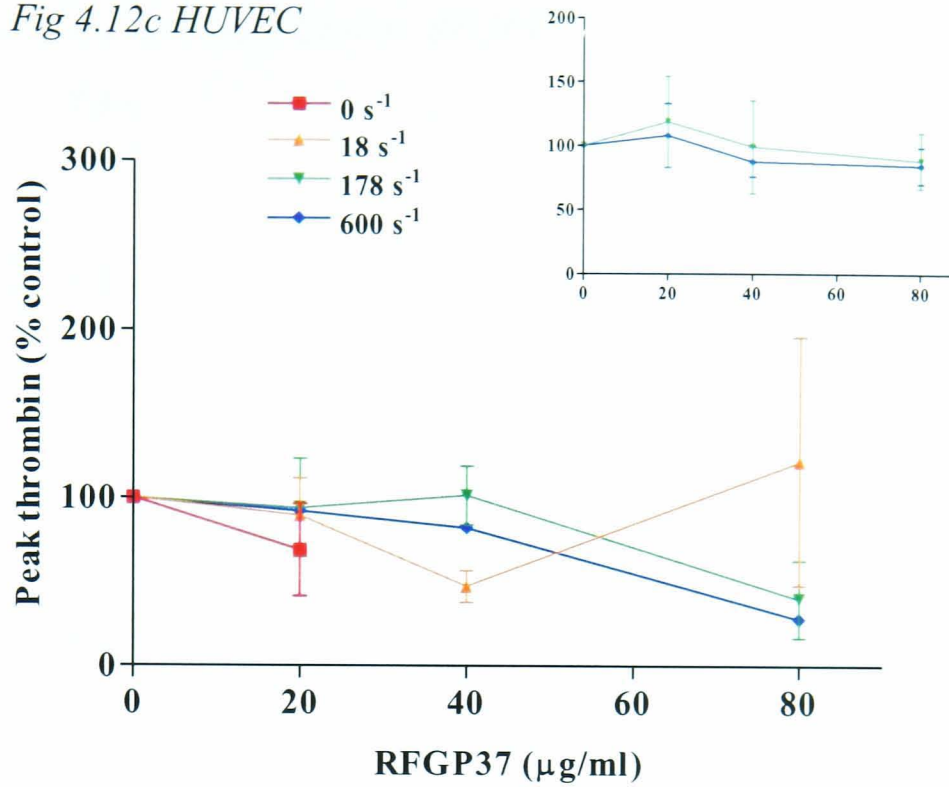 Fig 4.12c HUVEC
0 s⁻¹
18 s⁻¹
178 s⁻¹
600 s⁻¹
200
150
100
50
0
0 20 40 60 80
300
200
100
0
Peak thrombin (% control)
0 20 40 60 80
RFGP37 (μg/ml)